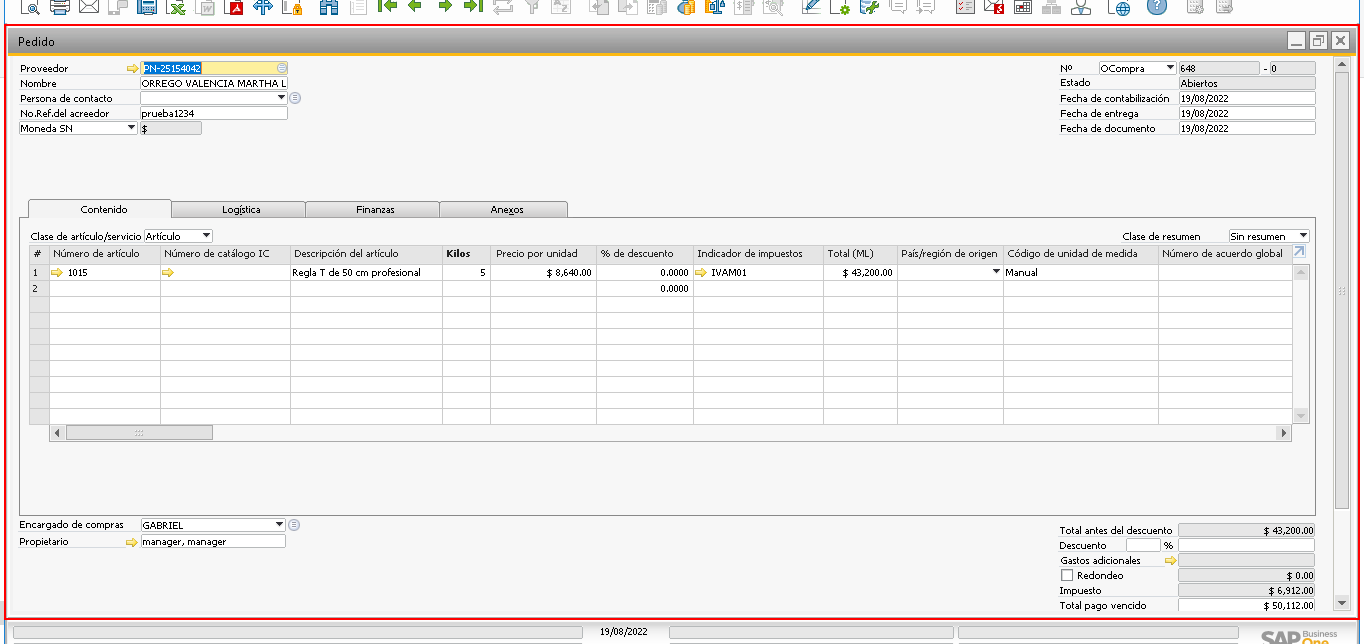 Pedido
Proveedor PN-25154042
Nombre ORREGO VALENCIA MARTHA L
Persona de contacto
No.Ref.del acreedor prueba1234
Moneda SN $
Nº OCompra 648 - 0
Estado Abiertos
Fecha de contabilización 19/08/2022
Fecha de entrega 19/08/2022
Fecha de documento 19/08/2022
Contenido Logística Finanzas Anexos
Clase de artículo/servicio Artículo Clase de resumen Sin resumen
# Número de artículo Número de catálogo IC Descripción del artículo Kilos Precio por unidad % de descuento Indicador de impuestos Total (ML) País/región de origen Código de unidad de medida Número de acuerdo global
1 1015 Regla T de 50 cm profesional 5 $ 8,640.00 0.0000 IVAM01 $ 43,200.00 Manual
2 0.0000
Encargado de compras GABRIEL
Propietario manager, manager
Total antes del descuento $ 43,200.00
Descuento %
Gastos adicionales
Redondeo $ 0.00
Impuesto $ 6,912.00
Total pago vencido $ 50,112.00
19/08/2022
SAP Business One